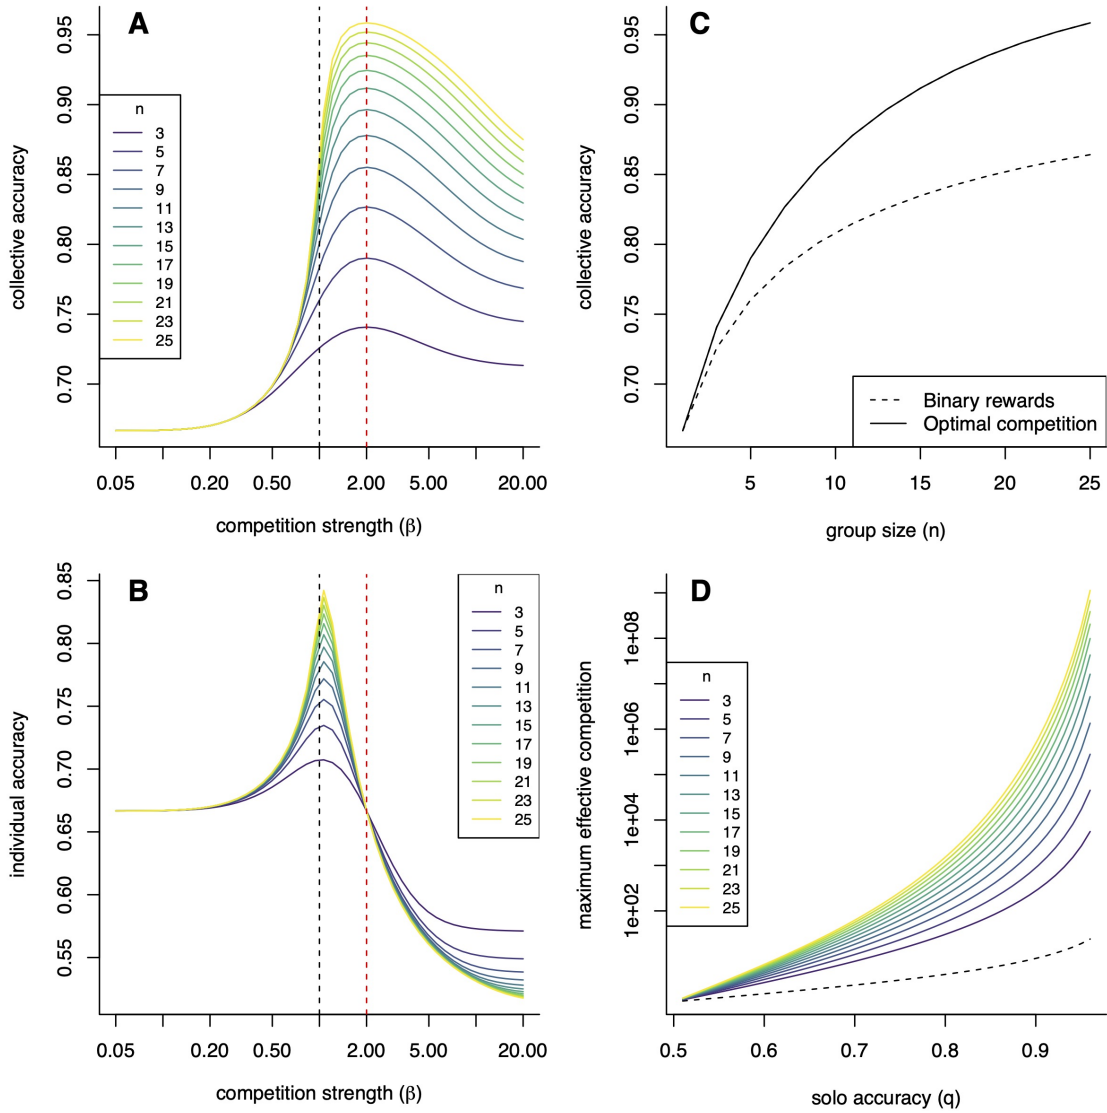 A
collective accuracy
0.95
0.90
0.85
0.80
0.75
0.70
n
3
5
7
9
11
13
15
17
19
21
23
25
0.05 0.20 0.50 2.00 5.00 20.00
competition strength (β)
C
collective accuracy
0.95
0.90
0.85
0.80
0.75
0.70
Binary rewards
Optimal competition
5 10 15 20 25
group size (n)
B
individual accuracy
0.85
0.80
0.75
0.70
0.65
0.60
0.55
n
3
5
7
9
11
13
15
17
19
21
23
25
0.05 0.20 0.50 2.00 5.00 20.00
competition strength (β)
D
maximum effective competition
1e+08
1e+06
1e+04
1e+02
n
3
5
7
9
11
13
15
17
19
21
23
25
0.5 0.6 0.7 0.8 0.9
solo accuracy (q)